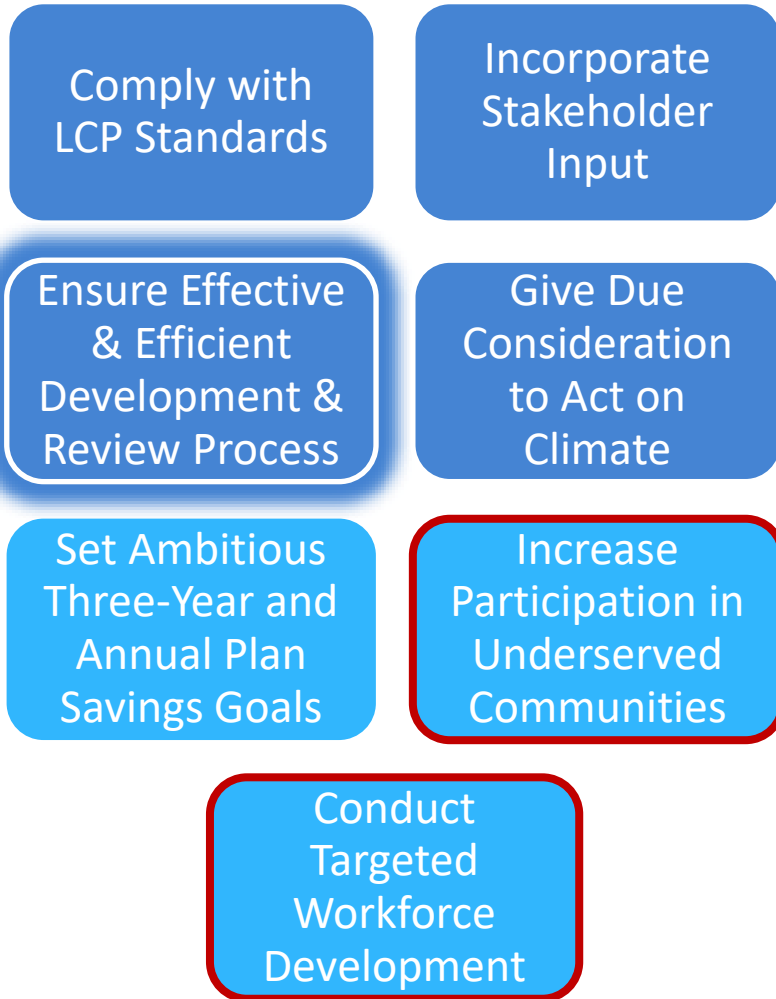 Comply with
LCP Standards
Incorporate
Stakeholder
Input
Ensure Effective
& Efficient
Development &
Review Process
Give Due
Consideration
to Act on
Climate
Set Ambitious
Three-Year and
Annual Plan
Savings Goals
Increase
Participation in
Underserved
Communities
Conduct
Targeted
Workforce
Development